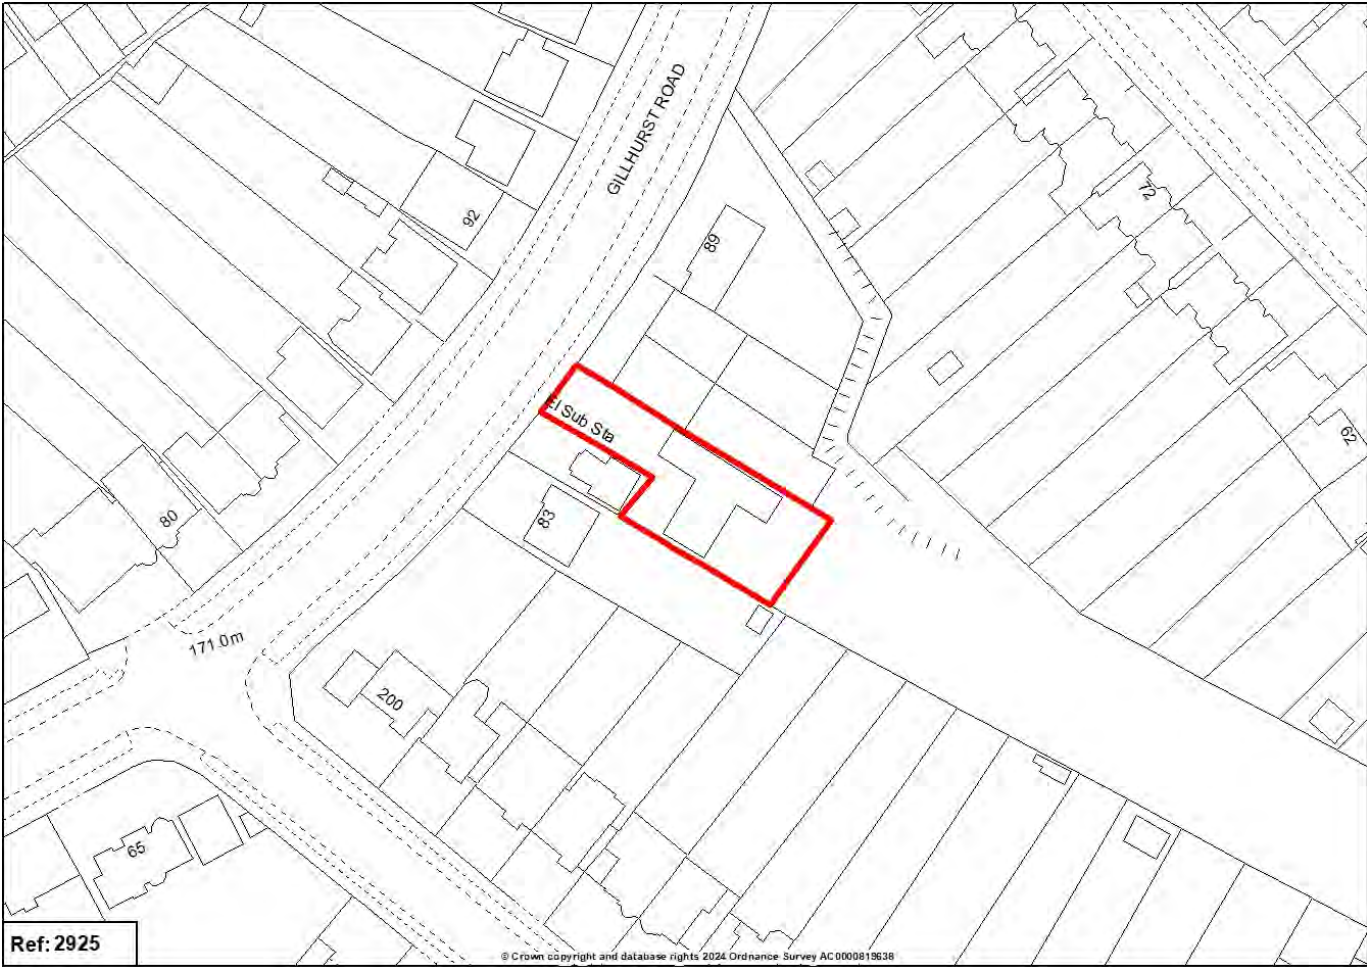 GILLHURST ROAD
72
92
89
62
El Sub Sta
80
83
171.0m
200
65
Ref: 2925
© Crown copyright and database rights 2024 Ordnance Survey AC0000819638